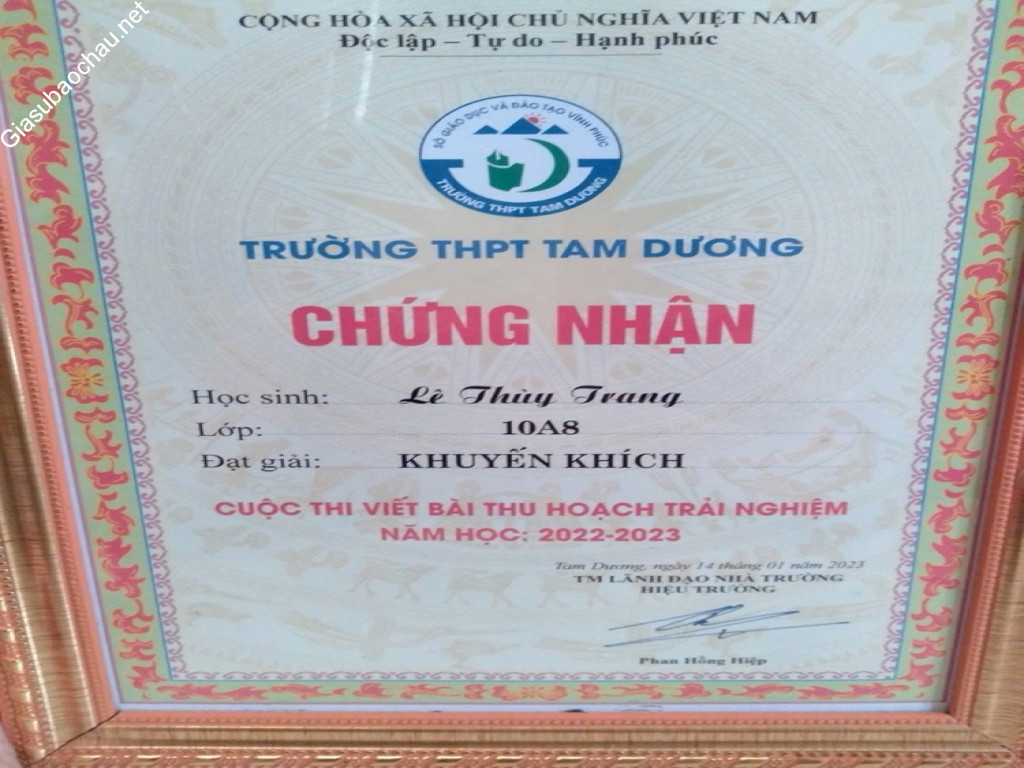 Giasubaochau.net
CỘNG HÒA XÃ HỘI CHỦ NGHĨA VIỆT NAM
Độc lập – Tự do – Hạnh phúc
SỞ GIÁO DỤC VÀ ĐÀO TẠO VĨNH PHÚC
TRƯỜNG THPT TAM DƯƠNG
TRƯỜNG THPT TAM DƯƠNG
CHỨNG NHẬN
Học sinh: Lê Thùy Trang
Lớp: 10A8
Đạt giải: KHUYẾN KHÍCH
CUỘC THI VIẾT BÀI THU HOẠCH TRẢI NGHIỆM
NĂM HỌC: 2022-2023
Tam Dương, ngày 14 tháng 01 năm 2023
TM LÃNH ĐẠO NHÀ TRƯỜNG
HIỆU TRƯỞNG
Phan Hồng Hiệp